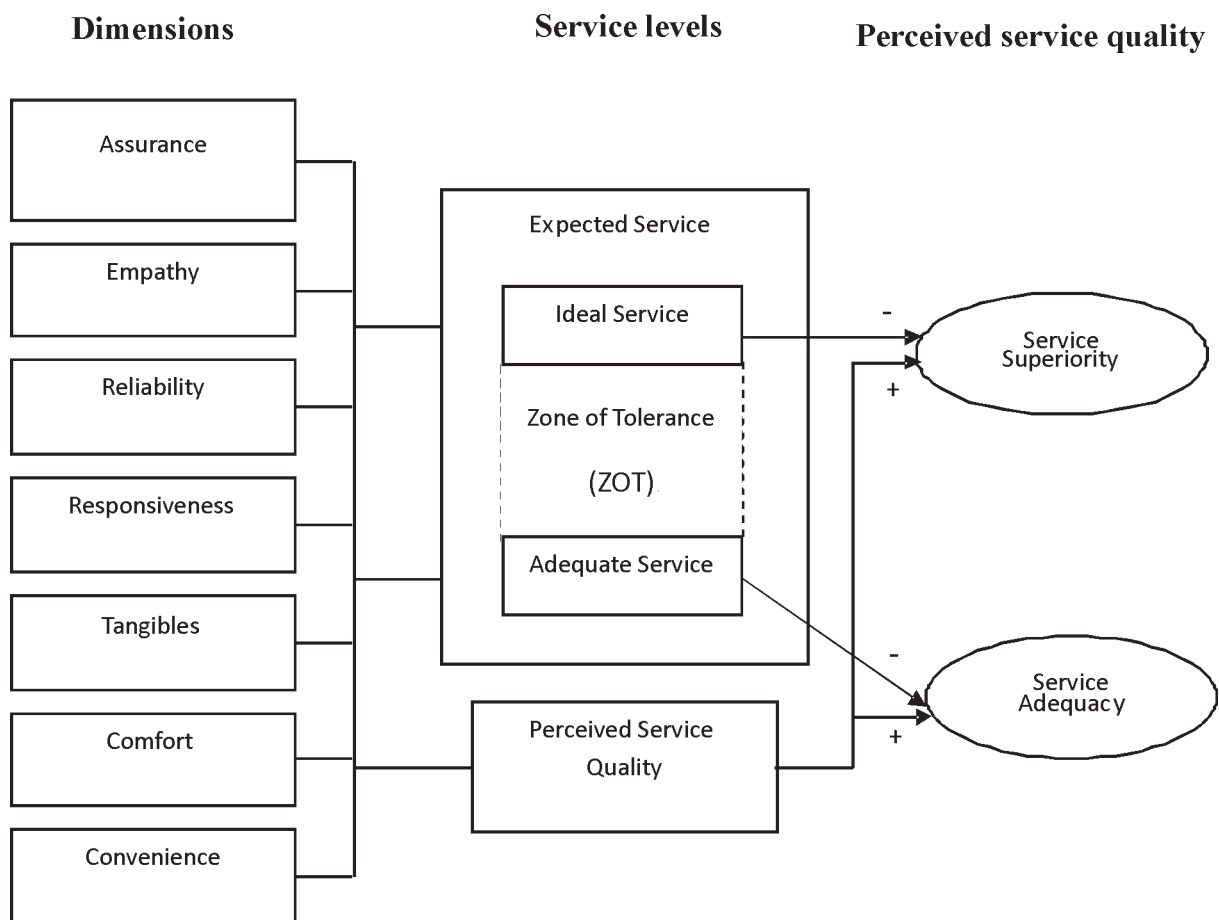 Dimensions
Service levels
Perceived service quality
Assurance
Empathy
Reliability
Responsiveness
Tangibles
Comfort
Convenience
Expected Service
Ideal Service
Zone of Tolerance
(ZOT)
Adequate Service
Perceived Service
Quality
-
+
Service
Superiority
-
+
Service
Adequacy